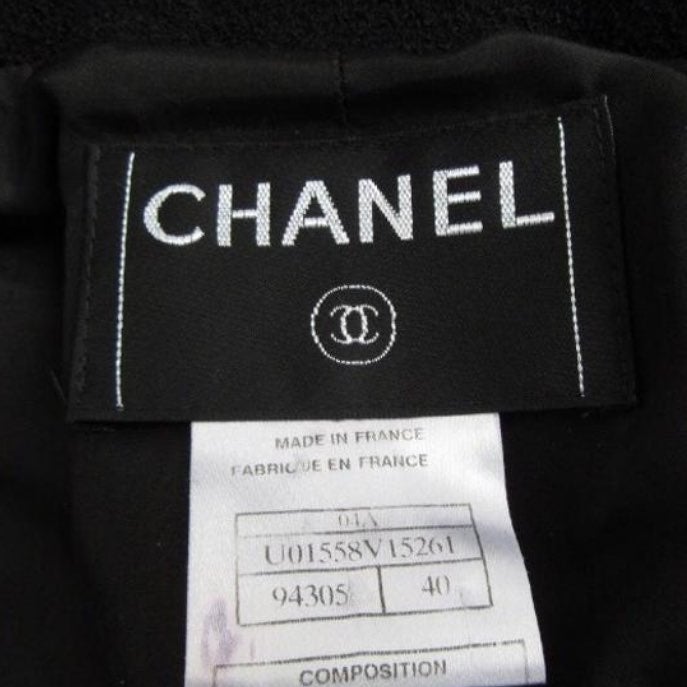 CHANEL
MADE IN FRANCE
FABRIQUE EN FRANCE
04A
U01558V15261
94305 40
COMPOSITION